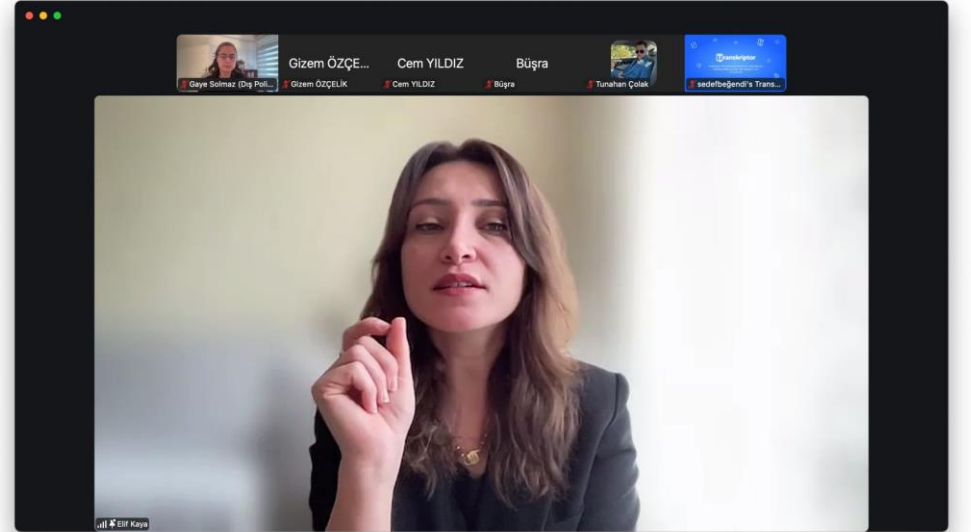 Gizem ÖZÇE...
Cem YILDIZ
Büşra
Transkriptor
Gaye Solmaz (Dış Poli...
Gizem ÖZÇELİK
Cem YILDIZ
Büşra
Tunahan Çolak
sedefbeğendi's Trans...
Elif Kaya